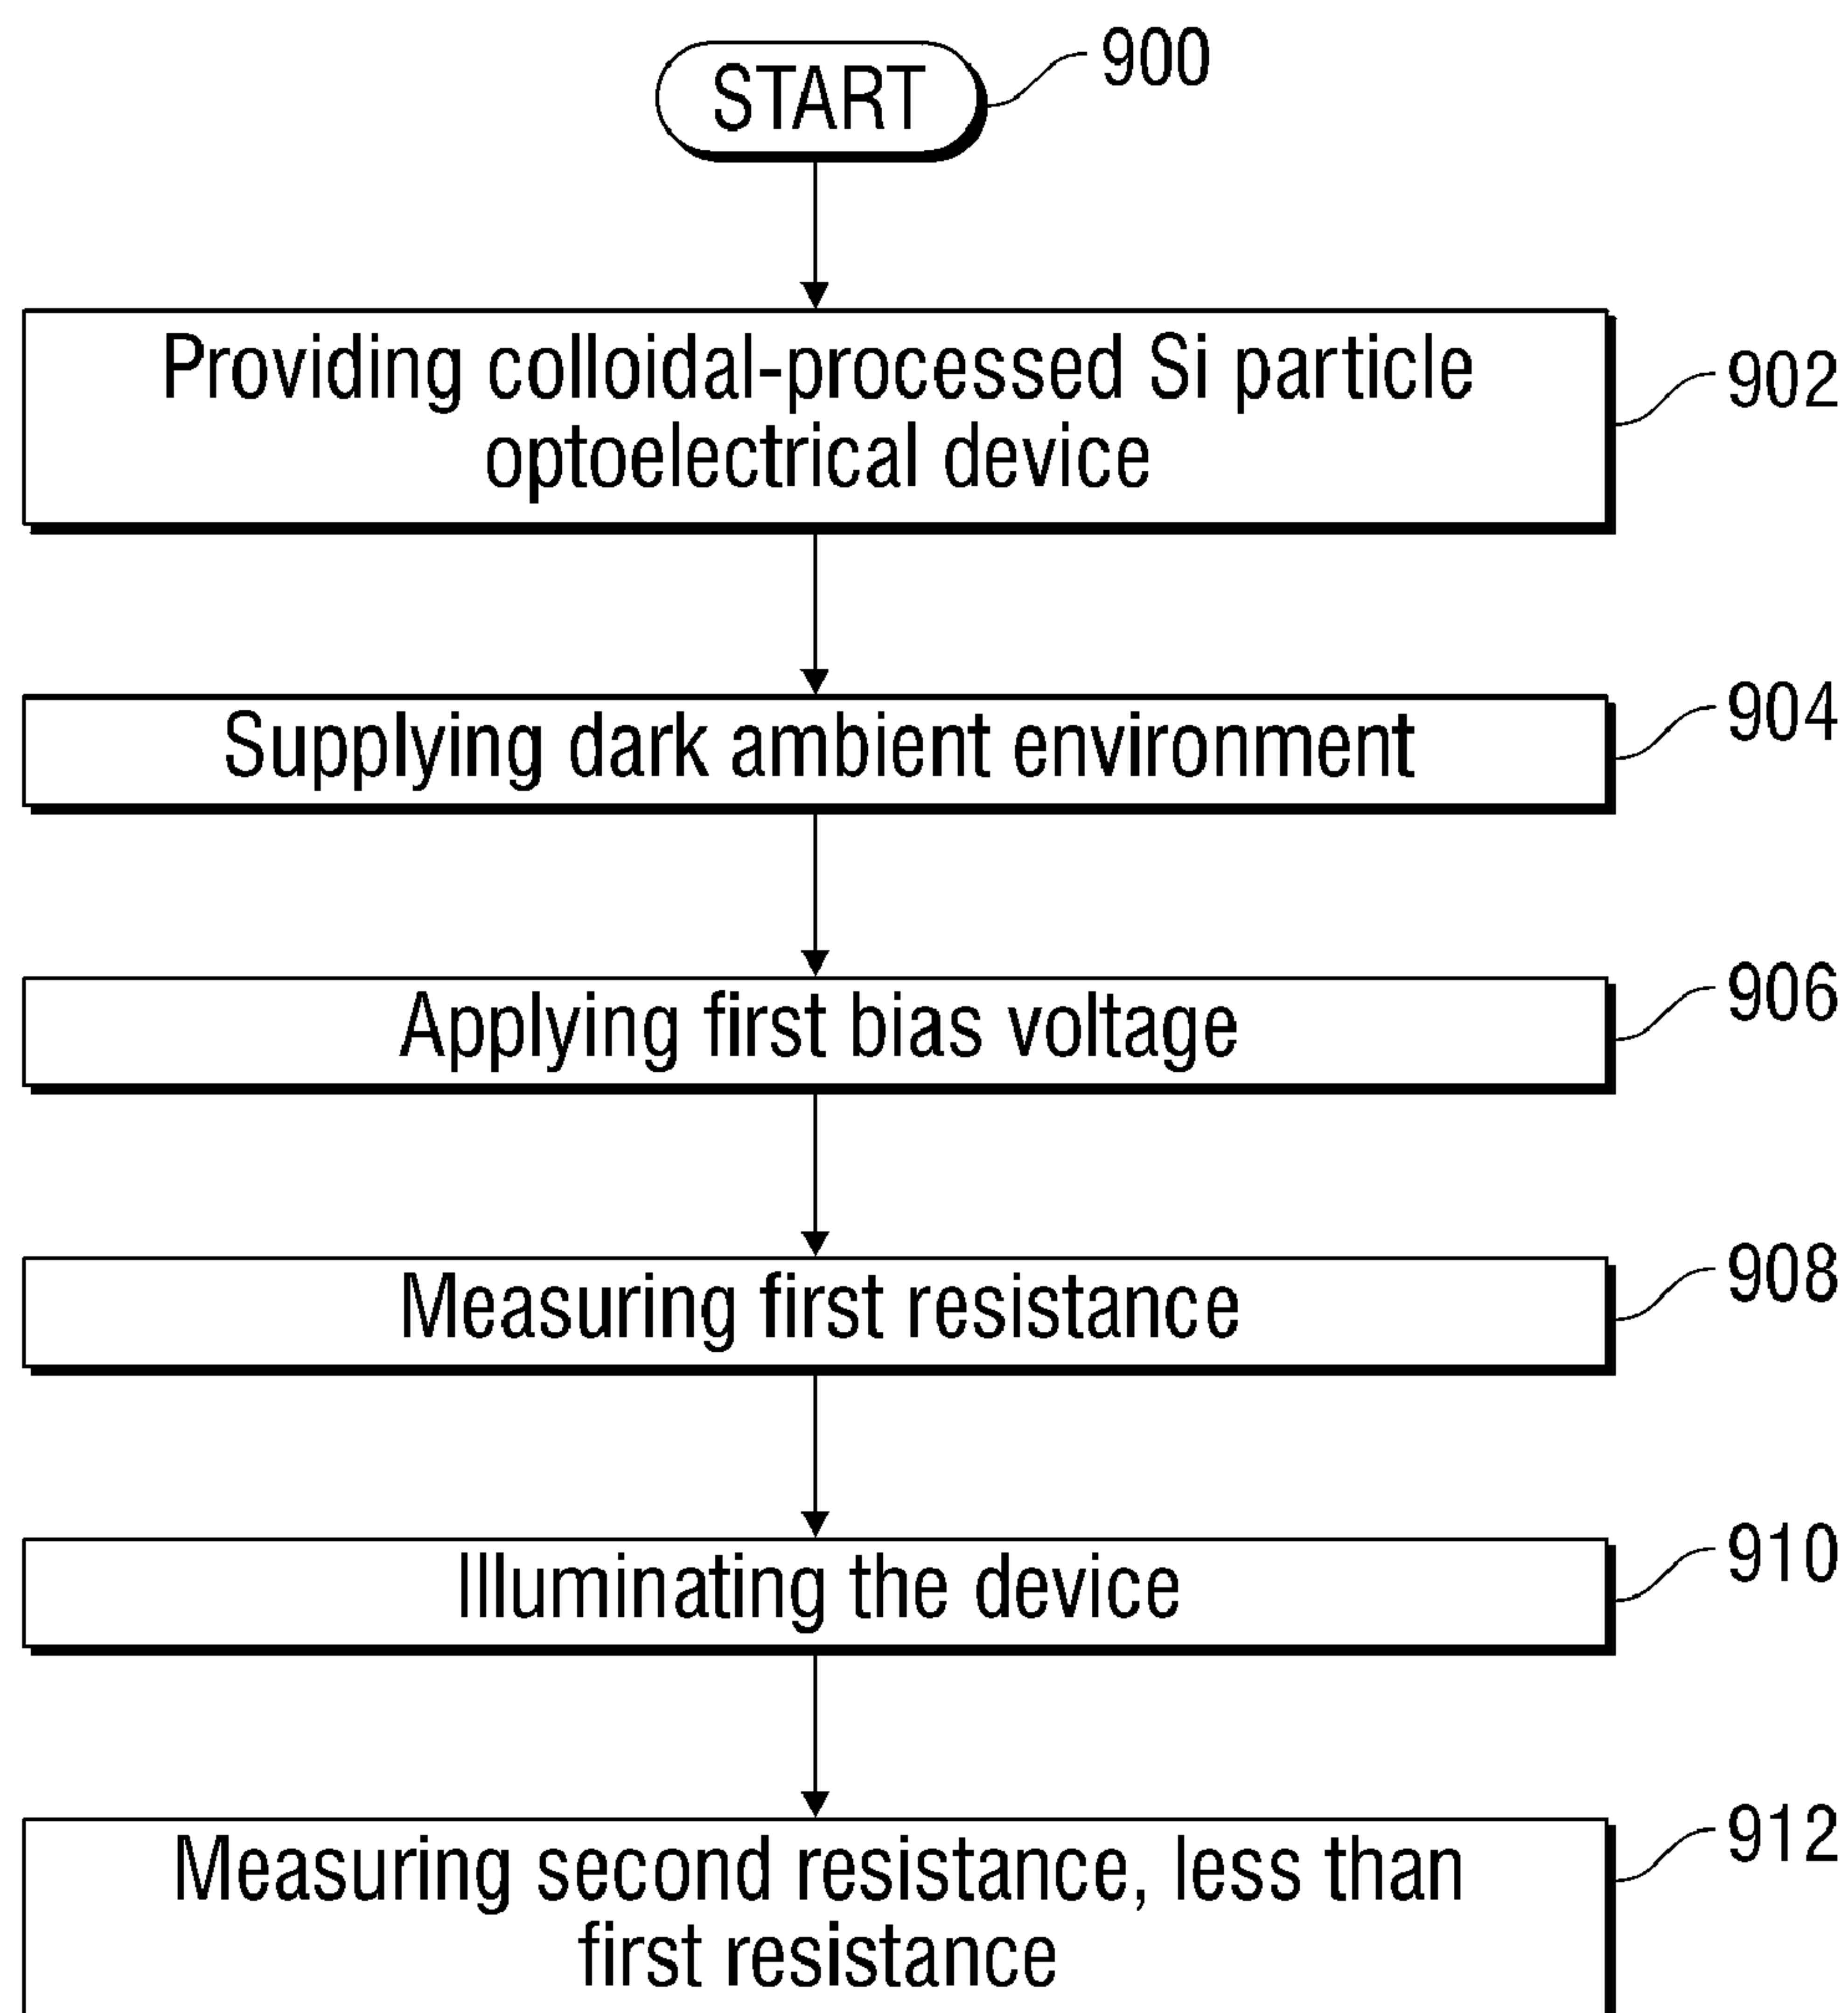 START
900
Providing colloidal-processed Si particle
optoelectrical device
902
Supplying dark ambient environment
904
Applying first bias voltage
906
Measuring first resistance
908
Illuminating the device
910
Measuring second resistance, less than
first resistance
912